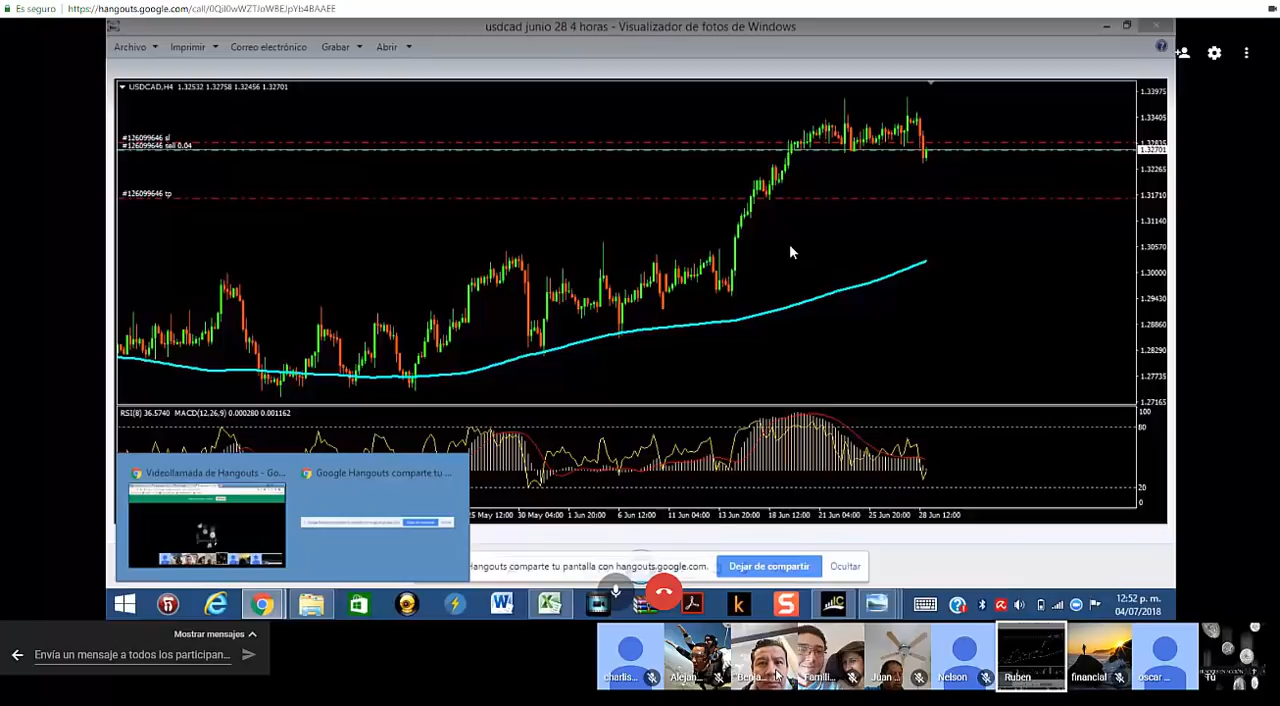 Es seguro | https://hangouts.google.com/call/0QiI0wWZTJoWBEJpYb4BAAEE
usdcad junio 28 4 horas - Visualizador de fotos de Windows
Archivo Imprimir Correo electrónico Grabar Abrir
USDCAD,H4 1.32532 1.32758 1.32456 1.32701
1.33975
1.33405
#126099646 sl
#126099646 sell 0.04
1.32701
1.32265
#126099646 tp
1.31710
1.31140
1.30570
1.30000
1.29430
1.28860
1.28290
1.27735
1.27165
RSI(8) 36.5740 MACD(12,26,9) 0.000280 0.001162
100
80
20
0
Videollamada de Hangouts - Go...
Google Hangouts comparte tu ...
25 May 12:00 30 May 04:00 1 Jun 20:00 6 Jun 12:00 11 Jun 04:00 13 Jun 20:00 18 Jun 12:00 21 Jun 04:00 25 Jun 20:00 28 Jun 12:00
Hangouts comparte tu pantalla con hangouts.google.com.
Dejar de compartir
Ocultar
12:52 p. m.
04/07/2018
Mostrar mensajes
Envía un mensaje a todos los participan...
charlis... Alejan... Benja... Famili... Juan ... Nelson Ruben financial oscar ... Tú